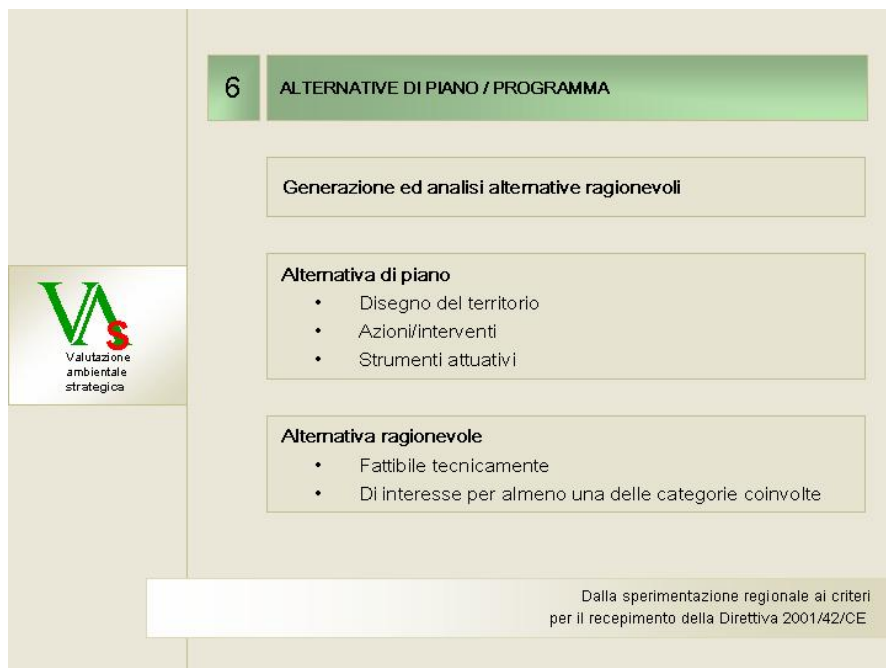 6
ALTERNATIVE DI PIANO / PROGRAMMA
Generazione ed analisi alternative ragionevoli
Alternativa di piano
• Disegno del territorio
• Azioni/interventi
• Strumenti attuativi
VAs
Valutazione
ambientale
strategica
Alternativa ragionevole
• Fattibile tecnicamente
• Di interesse per almeno una delle categorie coinvolte
Dalla sperimentazione regionale ai criteri
per il recepimento della Direttiva 2001/42/CE